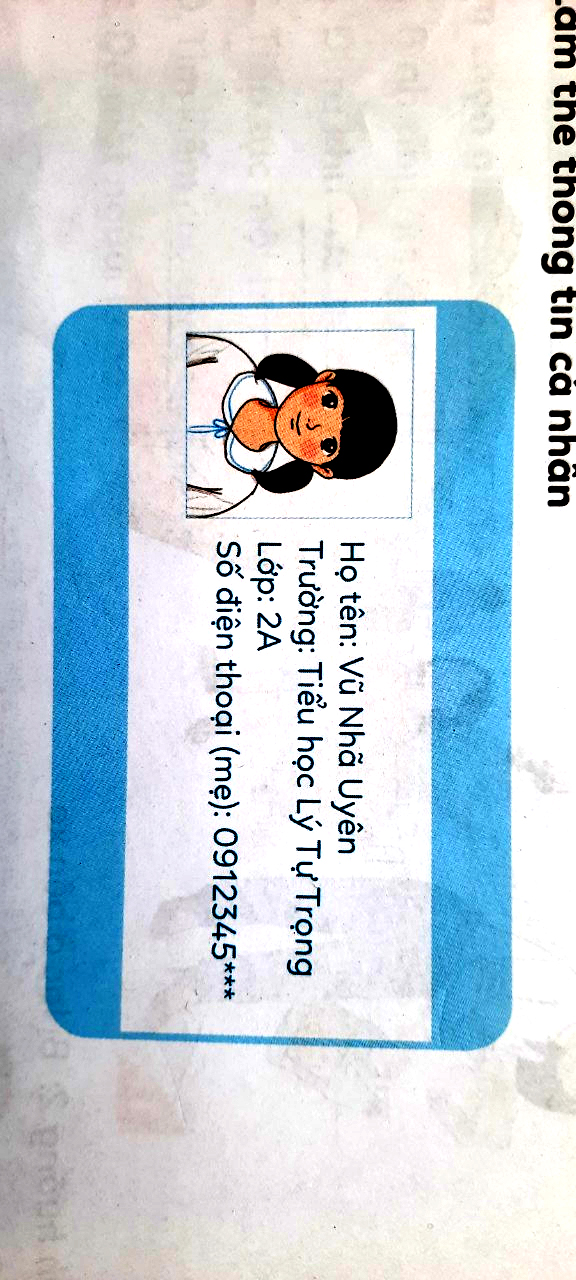 Làm thẻ thông tin cá nhân
Họ tên: Vũ Nhã Uyên
Trường: Tiểu học Lý Tự Trọng
Lớp: 2A
Số điện thoại (mẹ): 0912345***